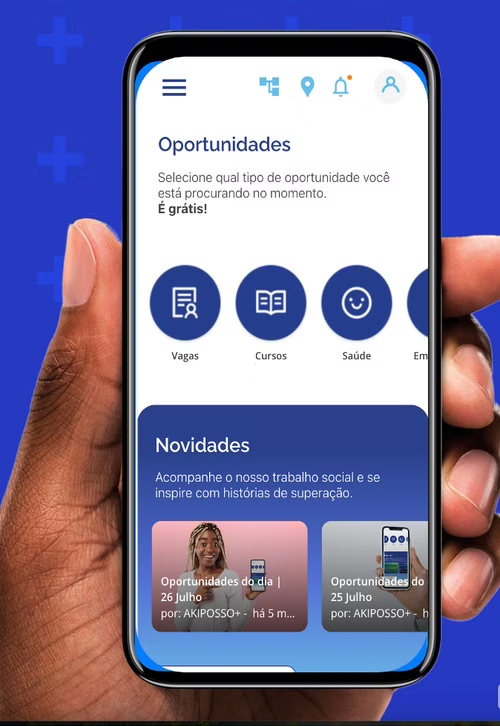 Oportunidades
Selecione qual tipo de oportunidade você
está procurando no momento.
É grátis!
Vagas
Cursos
Saúde
Em
Novidades
Acompanhe o nosso trabalho social e se
inspire com histórias de superação.
Oportunidades do dia |
26 Julho
por: AKIPOSSO+ - há 5 m...
Oportunidades do
25 Julho
por: AKIPOSSO+ - h